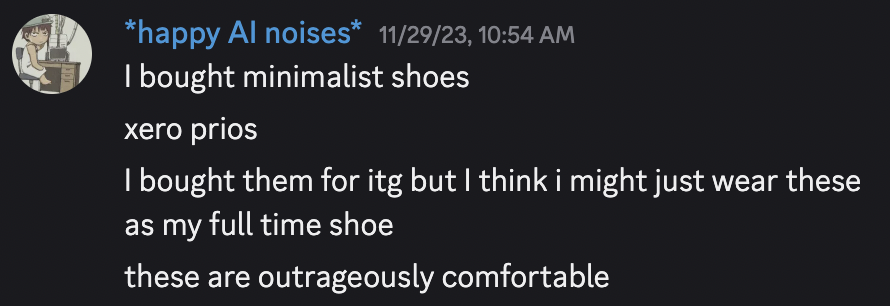 *happy AI noises* 11/29/23, 10:54 AM
I bought minimalist shoes
xero prios
I bought them for itg but I think i might just wear these
as my full time shoe
these are outrageously comfortable